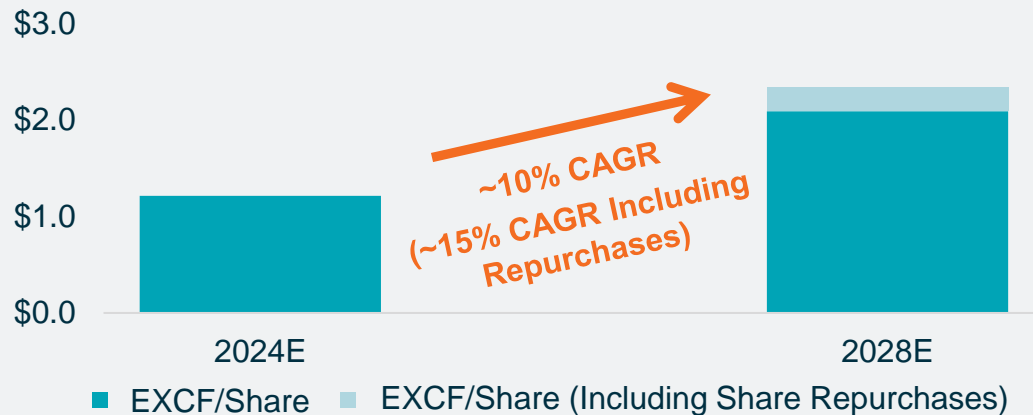 $3.0
$2.0
$1.0
$0.0
~10% CAGR
(~15% CAGR Including
Repurchases)
2024E
2028E
EXCF/Share
EXCF/Share (Including Share Repurchases)